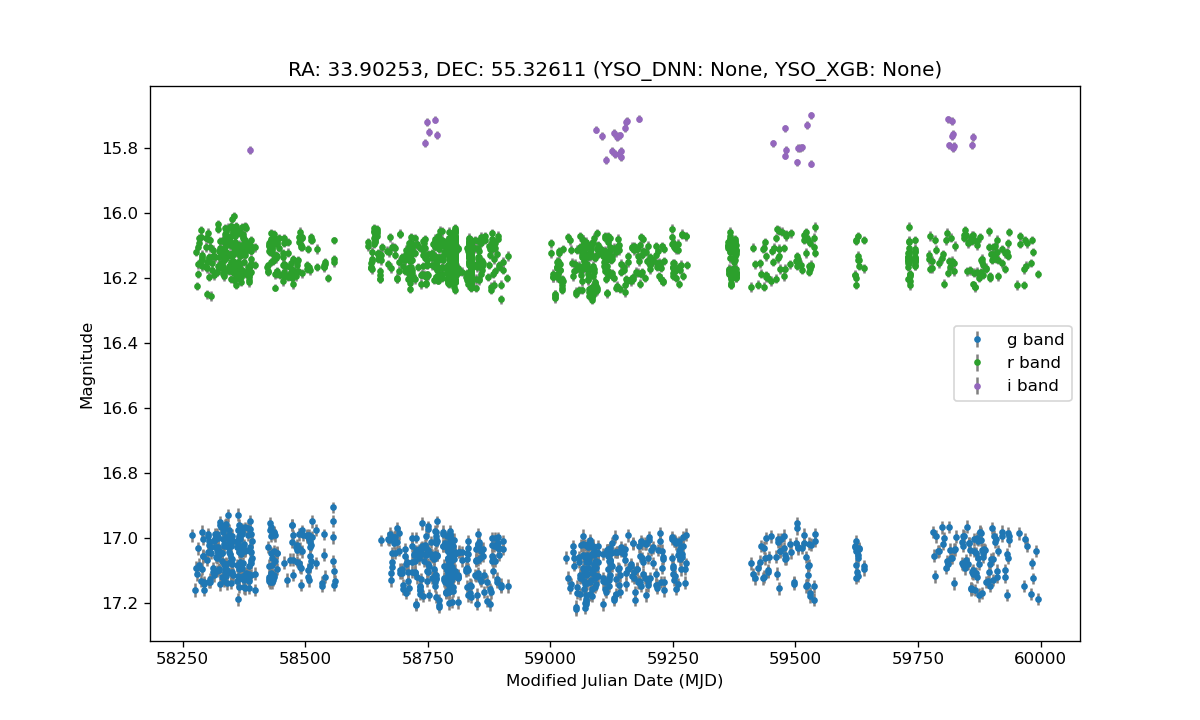 RA: 33.90253, DEC: 55.32611 (YSO_DNN: None, YSO_XGB: None)
Magnitude
15.8
16.0
16.2
16.4
16.6
16.8
17.0
17.2
g band
r band
i band
58250 58500 58750 59000 59250 59500 59750 60000
Modified Julian Date (MJD)